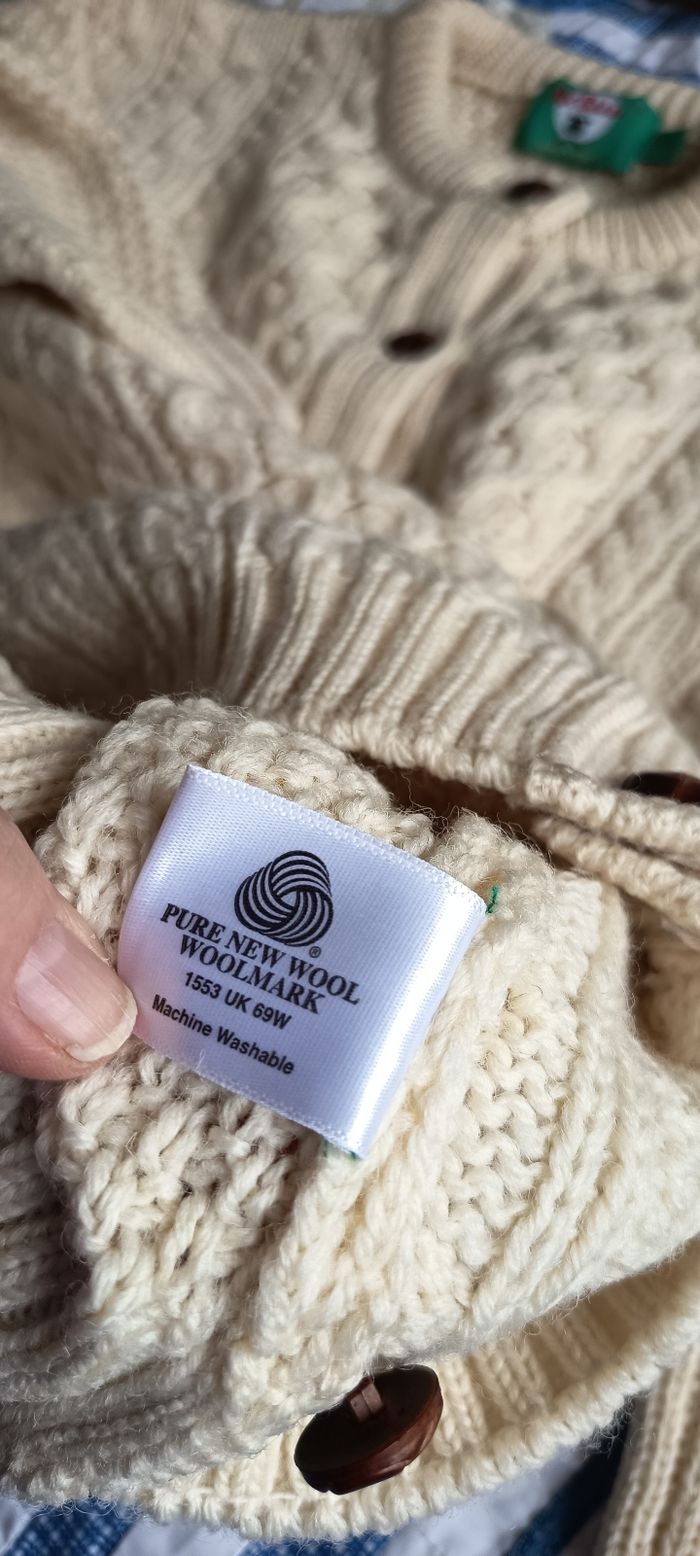 ®
PURE NEW WOOL
WOOLMARK
1553 UK 69W
Machine Washable